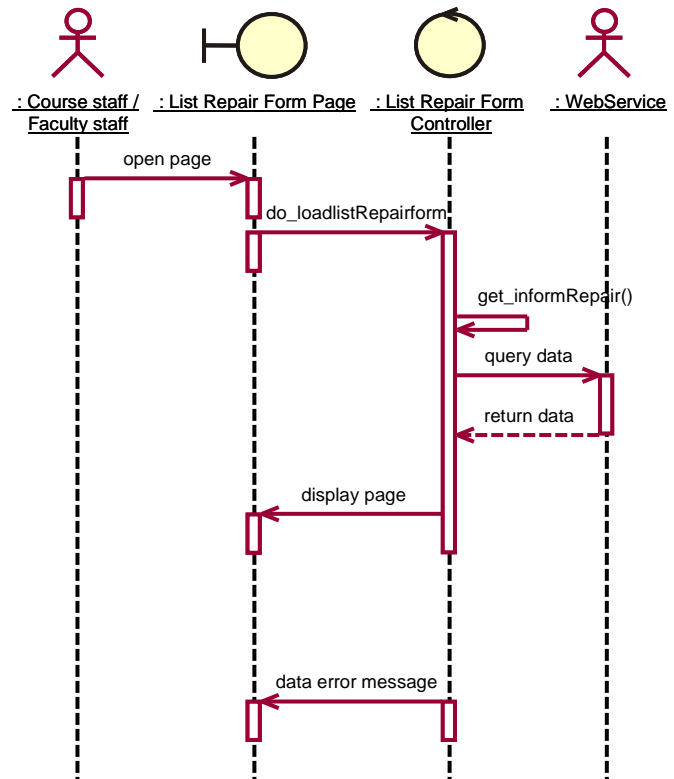 : Course staff /
Faculty staff
: List Repair Form Page
: List Repair Form
Controller
: WebService
open page
do_loadlistRepairform
get_informRepair()
query data
return data
display page
data error message